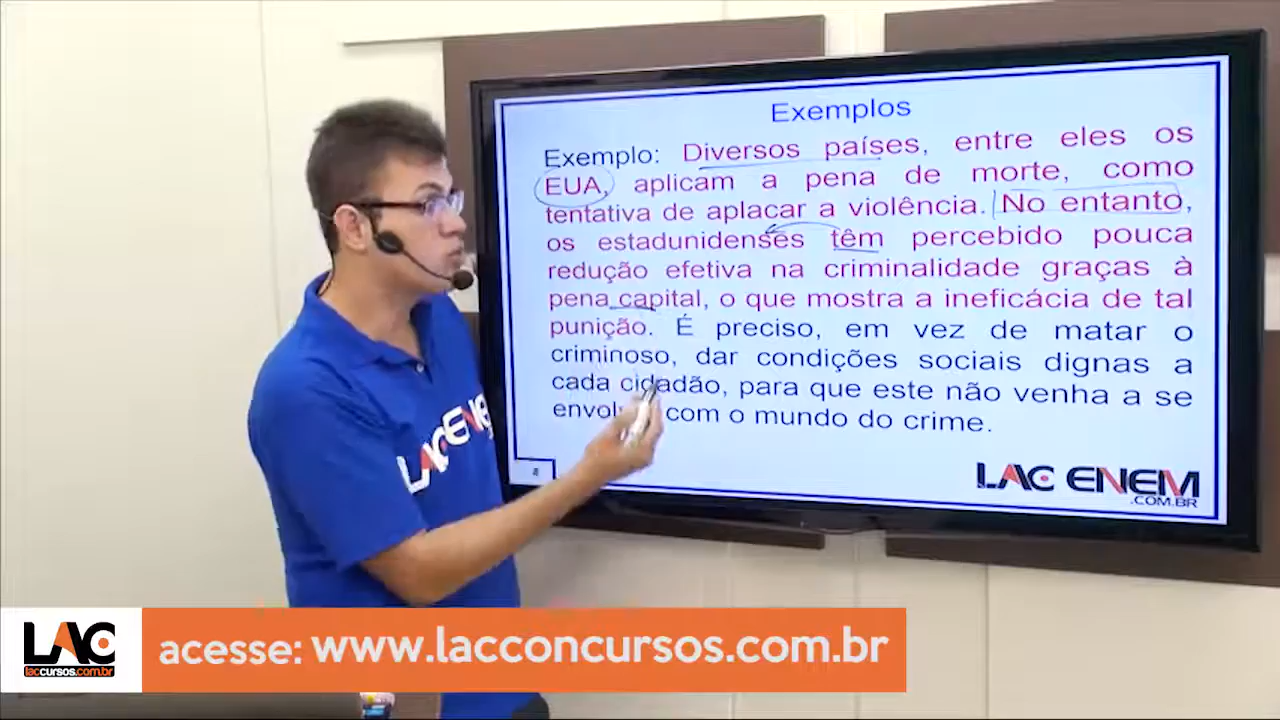 Exemplos
Exemplo: Diversos países, entre eles os
EUA, aplicam a pena de morte, como
tentativa de aplacar a violência. No entanto,
os estadunidenses têm percebido pouca
redução efetiva na criminalidade graças à
pena capital, o que mostra a ineficácia de tal
punição. É preciso, em vez de matar o
criminoso, dar condições sociais dignas a
cada cidadão, para que este não venha a se
com o mundo do crime.
8
LAC ENEM
.COM.BR
LAC ENE
LAC
laccursos.com.br
acesse: www.lacconcursos.com.br